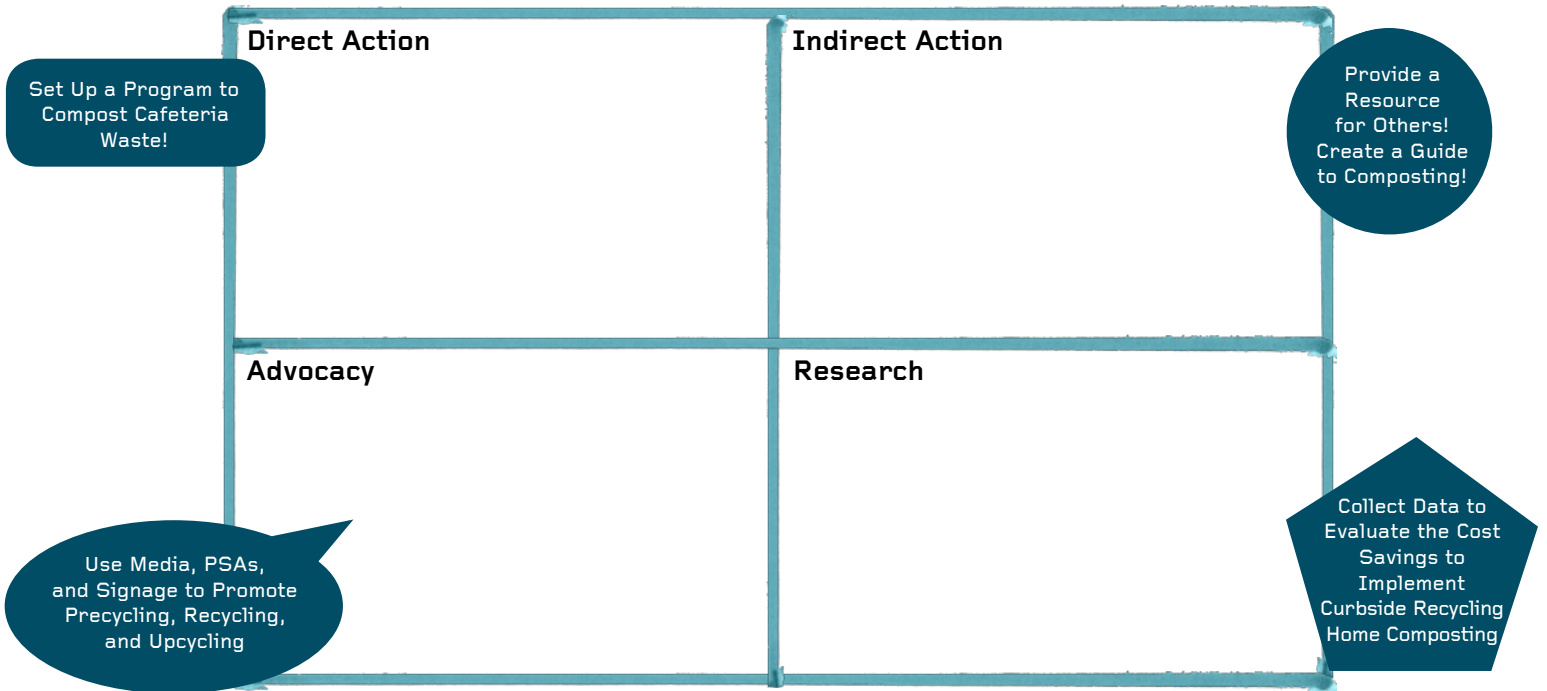 Direct Action
Indirect Action
Set Up a Program to
Compost Cafeteria
Waste!
Provide a
Resource
for Others!
Create a Guide
to Composting!
Advocacy
Research
Use Media, PSAs,
and Signage to Promote
Precycling, Recycling,
and Upcycling
Collect Data to
Evaluate the Cost
Savings to
Implement
Curbside Recycling
Home Composting